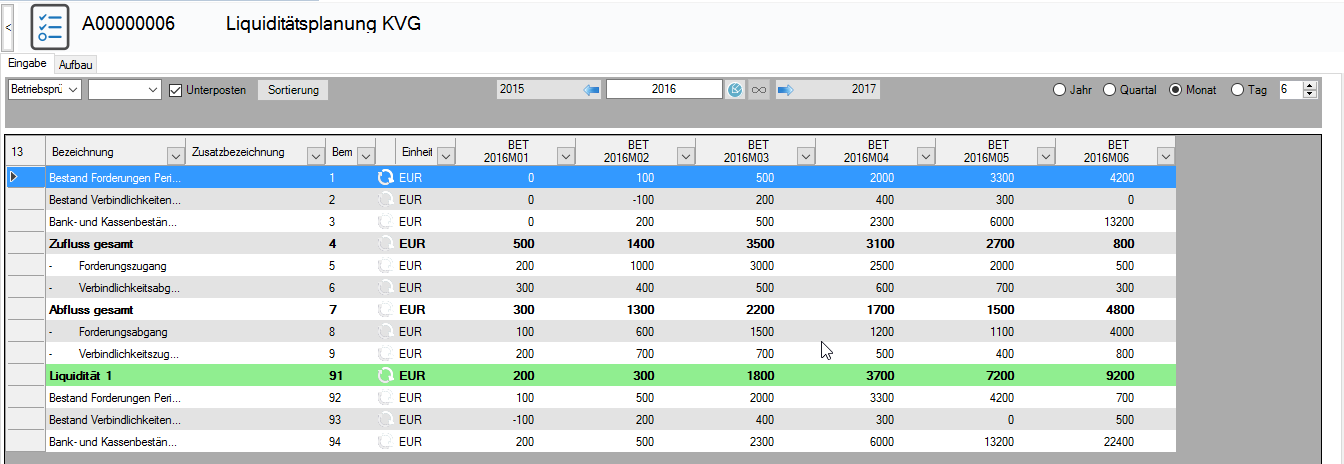 < A00000006 Liquiditätsplanung KVG
Eingabe Aufbau
Betriebsprü Unterposten Sortierung 2015 2016 ∞ 2017 Jahr Quartal Monat Tag 6
13 Bezeichnung Zusatzbezeichnung Bem Einheit BET 2016M01 BET 2016M02 BET 2016M03 BET 2016M04 BET 2016M05 BET 2016M06
Bestand Forderungen Peri... 1 EUR 0 100 500 2000 3300 4200
Bestand Verbindlichkeiten... 2 EUR 0 -100 200 400 300 0
Bank- und Kassenbestän... 3 EUR 0 200 500 2300 6000 13200
Zufluss gesamt 4 EUR 500 1400 3500 3100 2700 800
- Forderungszugang 5 EUR 200 1000 3000 2500 2000 500
- Verbindlichkeitsabg... 6 EUR 300 400 500 600 700 300
Abfluss gesamt 7 EUR 300 1300 2200 1700 1500 4800
- Forderungsabgang 8 EUR 100 600 1500 1200 1100 4000
- Verbindlichkeitszug... 9 EUR 200 700 700 500 400 800
Liquidität 1 91 EUR 200 300 1800 3700 7200 9200
Bestand Forderungen Peri... 92 EUR 100 500 2000 3300 4200 700
Bestand Verbindlichkeiten... 93 EUR -100 200 400 300 0 500
Bank- und Kassenbestän... 94 EUR 200 500 2300 6000 13200 22400